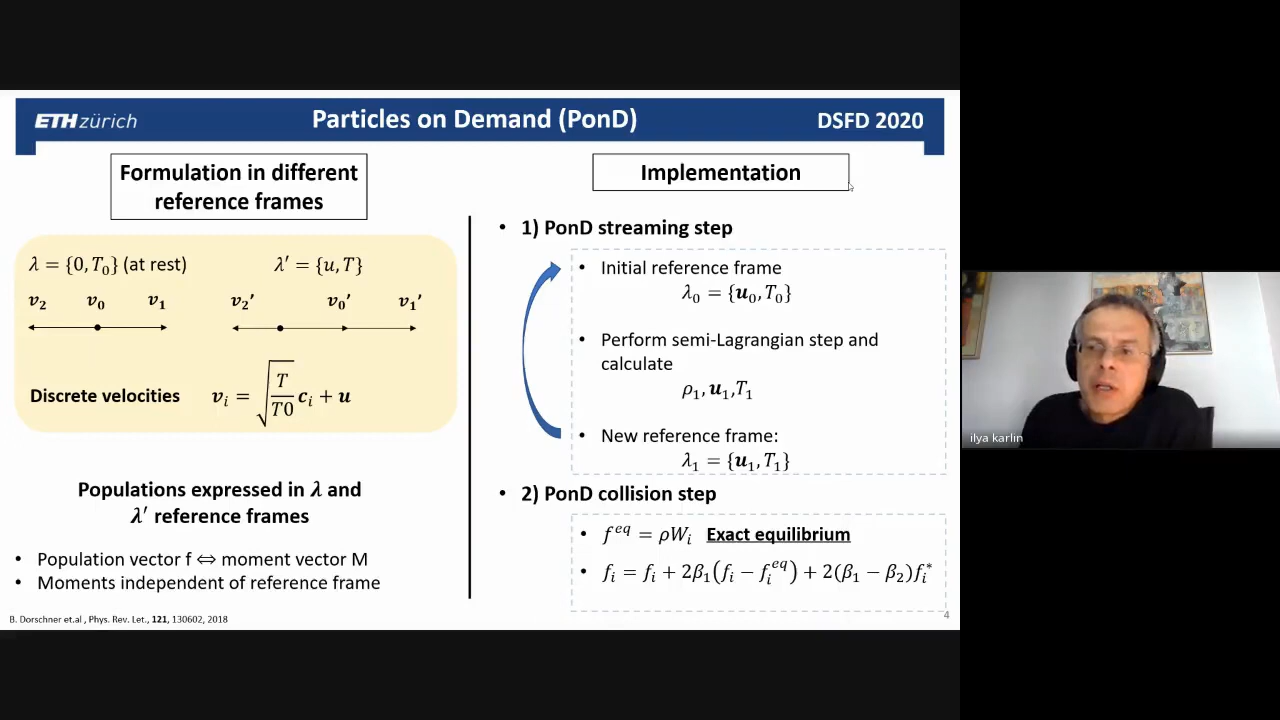 ETH zürich
Particles on Demand (PonD)
DSFD 2020
Formulation in different
reference frames
λ = {0, T₀} (at rest)
λ′ = {u, T}
v₂ v₀ v₁
v₂′ v₀′ v₁′
Discrete velocities vᵢ = √(T/T0) cᵢ + u
Populations expressed in λ and
λ′ reference frames
• Population vector f ⇔ moment vector M
• Moments independent of reference frame
B. Dorschner et.al , Phys. Rev. Let., 121, 130602, 2018
Implementation
• 1) PonD streaming step
• Initial reference frame
λ₀ = {u₀, T₀}
• Perform semi-Lagrangian step and
calculate
ρ₁, u₁,T₁
• New reference frame:
λ₁ = {u₁, T₁}
• 2) PonD collision step
• f^eq = ρWᵢ Exact equilibrium
• fᵢ = fᵢ + 2β₁(fᵢ − fᵢ^eq) + 2(β₁ − β₂)fᵢ*
4
ilya karlin